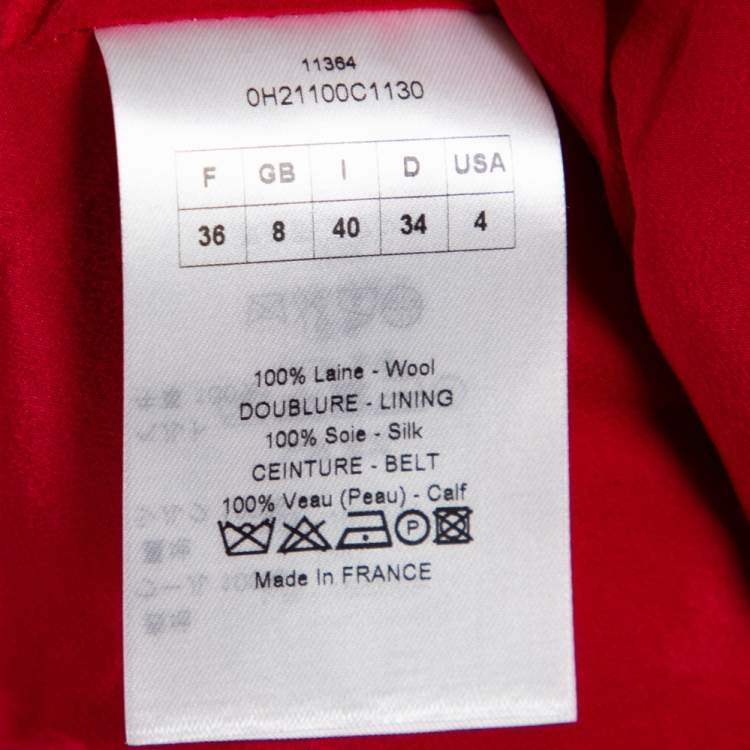 11364
0H21100C1130
F GB I D USA
36 8 40 34 4
100% Laine - Wool
DOUBLURE - LINING
100% Soie - Silk
CEINTURE - BELT
100% Veau (Peau) - Calf
P
Made In FRANCE